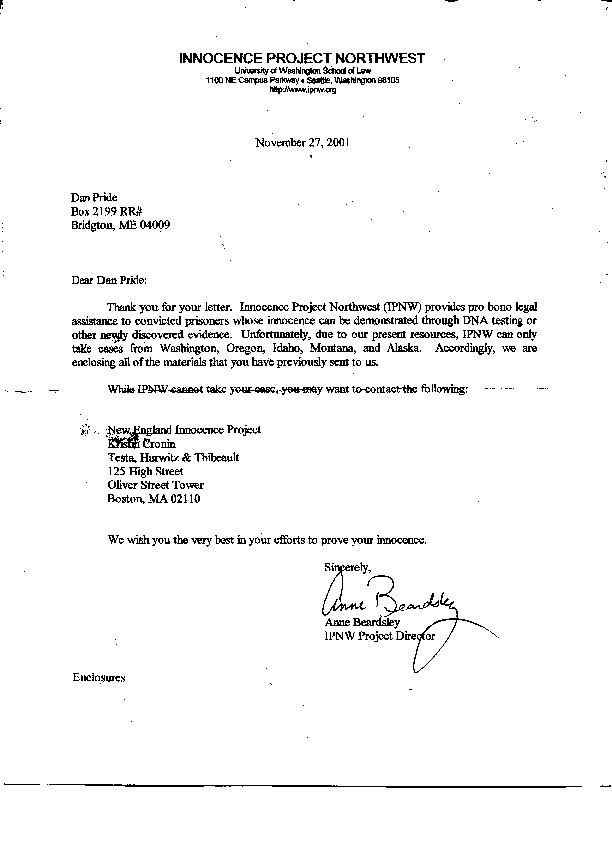 INNOCENCE PROJECT NORTHWEST
University of Washington School of Law
1100 NE Campus Parkway • Seattle, Washington 98105
http://www.ipnw.org
November 27, 2001
Dan Pride
Box 2199 RR#
Bridgton, ME 04009
Dear Dan Pride:
Thank you for your letter. Innocence Project Northwest (IPNW) provides pro bono legal
assistance to convicted prisoners whose innocence can be demonstrated through DNA testing or
other newly discovered evidence. Unfortunately, due to our present resources, IPNW can only
take cases from Washington, Oregon, Idaho, Montana, and Alaska. Accordingly, we are
enclosing all of the materials that you have previously sent to us.
While IPNW cannot take your case, you may want to contact the following:
New England Innocence Project
Kristin Cronin
Testa, Hurwitz & Thibeault
125 High Street
Oliver Street Tower
Boston, MA 02110
We wish you the very best in your efforts to prove your innocence.
Sincerely,
Anne Beardsley
Anne Beardsley
IPNW Project Director
Enclosures